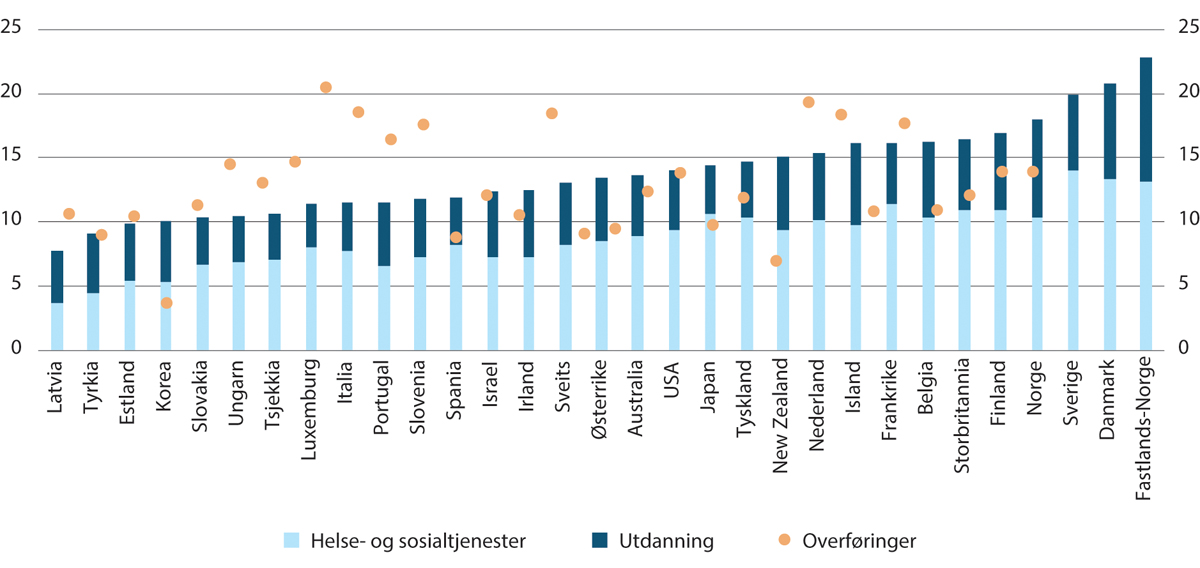 25 25
20 20
15 15
10 10
5 5
0 0
Latvia
Tyrkia
Estland
Korea
Slovakia
Ungarn
Tsjekkia
Luxemburg
Italia
Portugal
Slovenia
Spania
Israel
Irland
Sveits
Østerrike
Australia
USA
Japan
Tyskland
New Zealand
Nederland
Island
Frankrike
Belgia
Storbritannia
Finland
Norge
Sverige
Danmark
Fastlands-Norge
Helse- og sosialtjenester Utdanning Overføringer